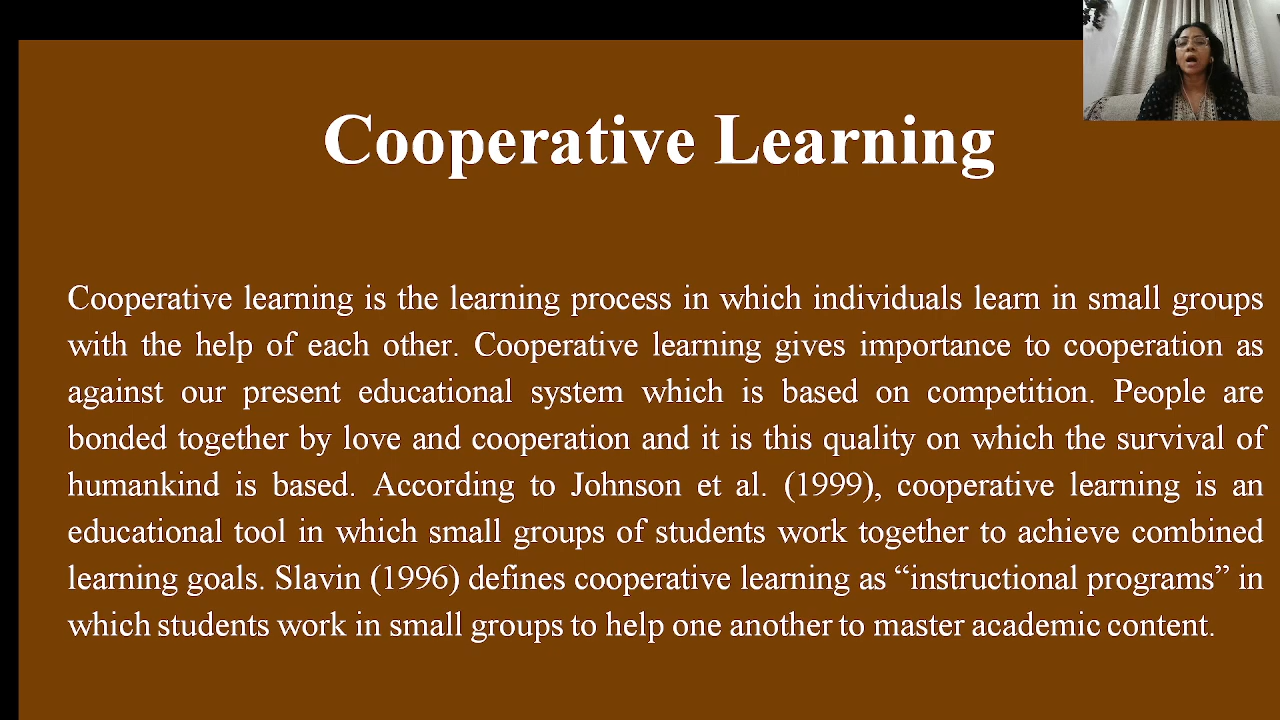 Cooperative Learning
Cooperative learning is the learning process in which individuals learn in small groups
with the help of each other. Cooperative learning gives importance to cooperation as
against our present educational system which is based on competition. People are
bonded together by love and cooperation and it is this quality on which the survival of
humankind is based. According to Johnson et al. (1999), cooperative learning is an
educational tool in which small groups of students work together to achieve combined
learning goals. Slavin (1996) defines cooperative learning as “instructional programs” in
which students work in small groups to help one another to master academic content.